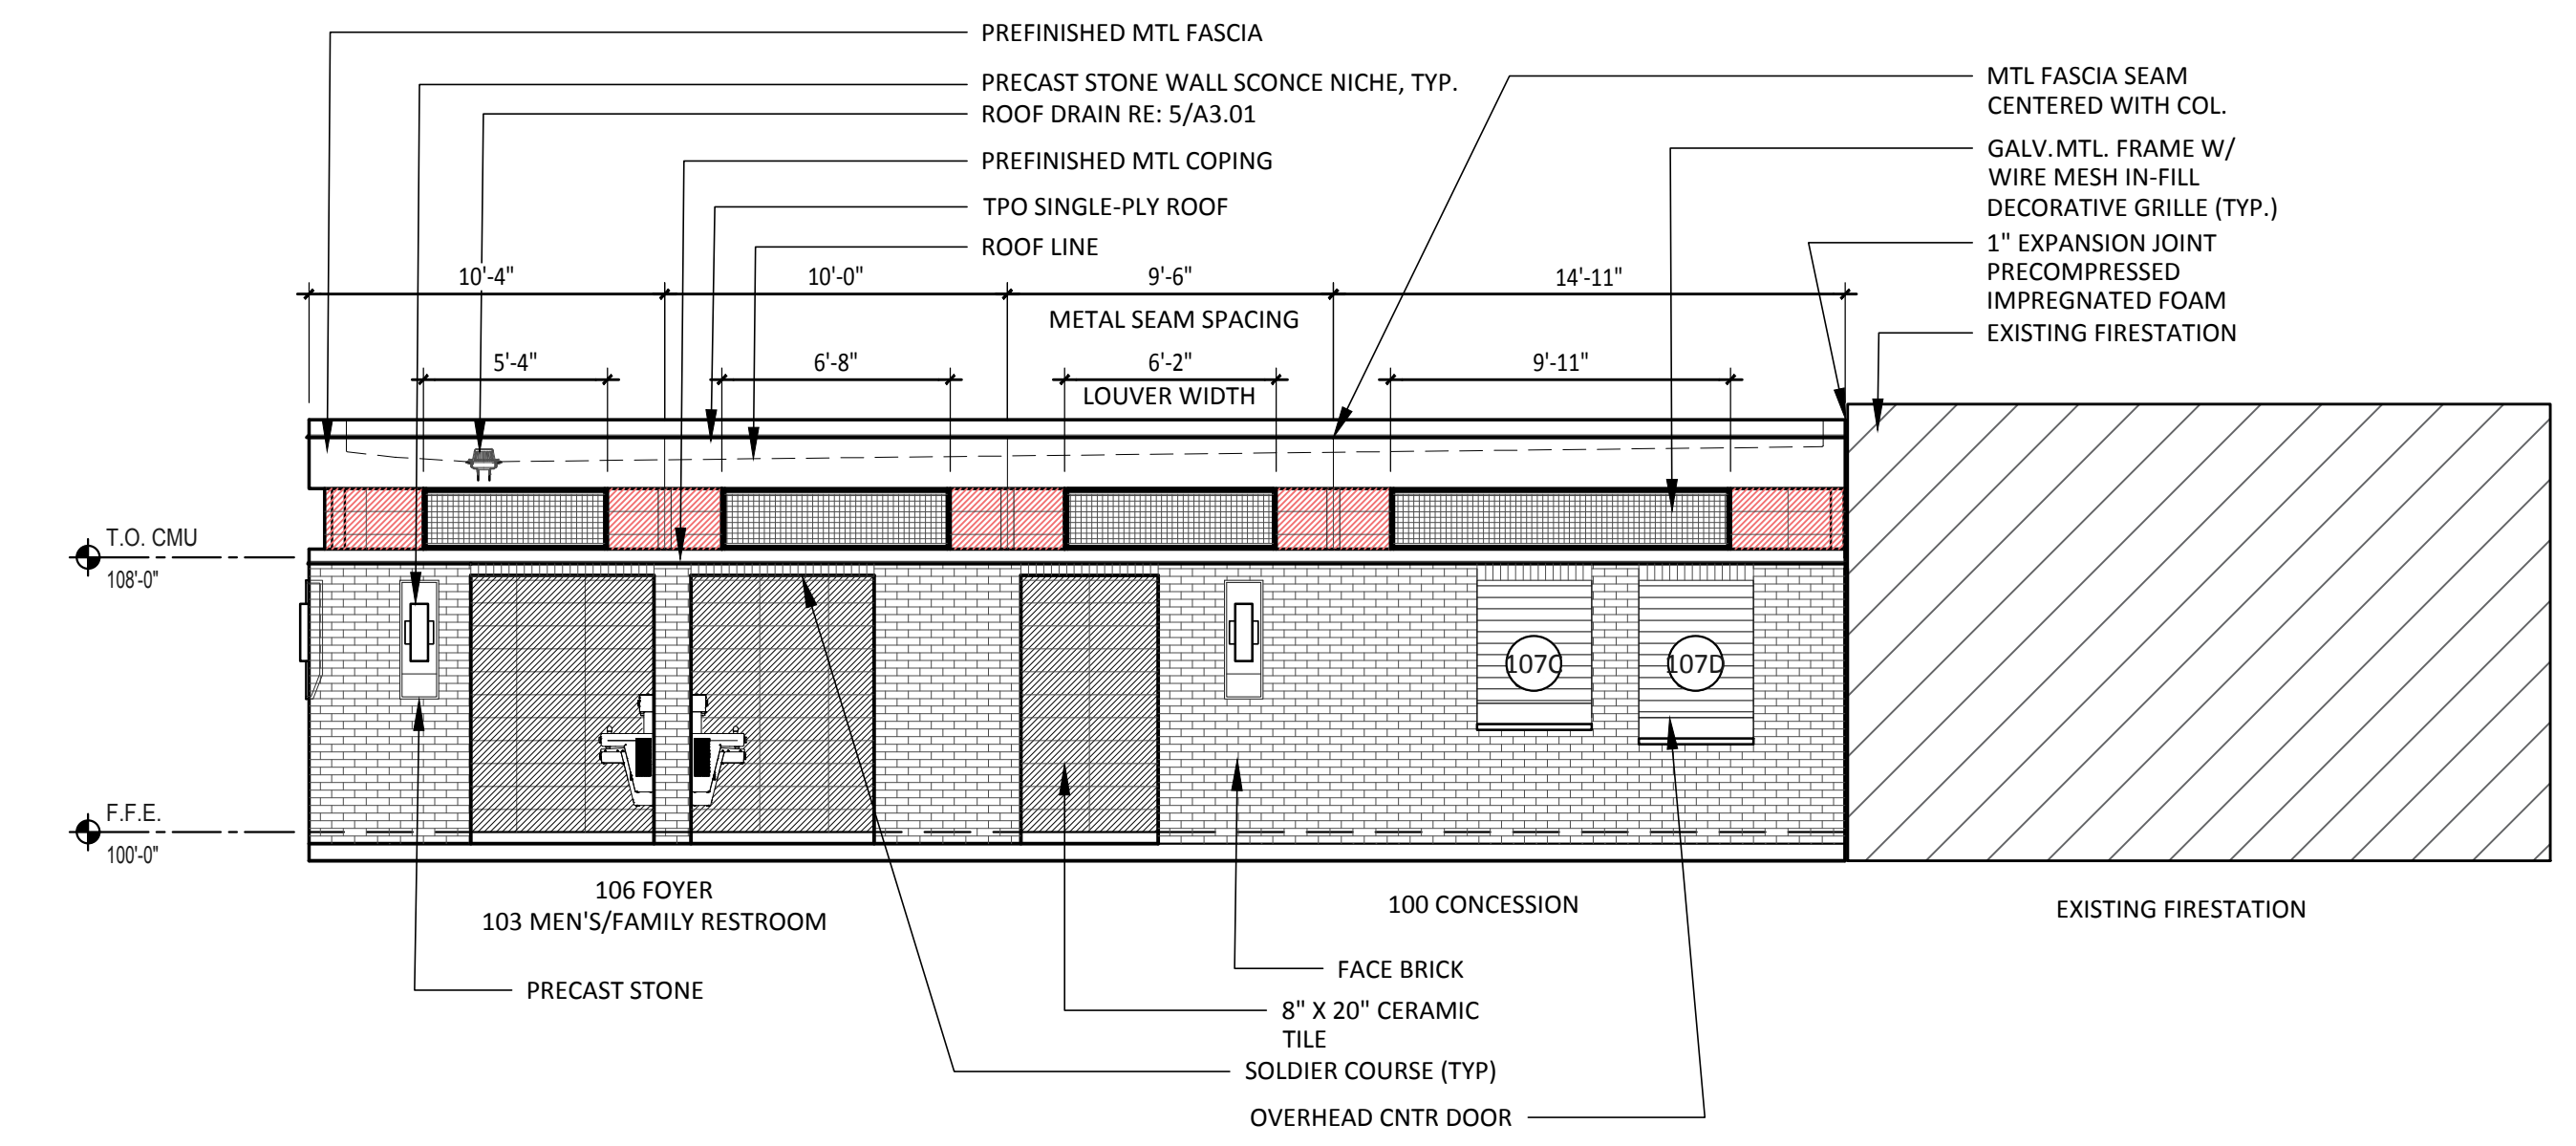 PREFINISHED MTL FASCIA
PRECAST STONE WALL SCONCE NICHE, TYP.
ROOF DRAIN RE: 5/A3.01
PREFINISHED MTL COPING
TPO SINGLE-PLY ROOF
ROOF LINE
MTL FASCIA SEAM
CENTERED WITH COL.
GALV.MTL. FRAME W/
WIRE MESH IN-FILL
DECORATIVE GRILLE (TYP.)
1" EXPANSION JOINT
PRECOMPRESSED
IMPREGNATED FOAM
EXISTING FIRESTATION
10'-4"
10'-0"
9'-6"
14'-11"
METAL SEAM SPACING
5'-4"
6'-8"
6'-2"
9'-11"
LOUVER WIDTH
T.O. CMU
108'-0"
107C
107D
F.F.E.
100'-0"
106 FOYER
103 MEN'S/FAMILY RESTROOM
100 CONCESSION
EXISTING FIRESTATION
PRECAST STONE
FACE BRICK
8" X 20" CERAMIC
TILE
SOLDIER COURSE (TYP)
OVERHEAD CNTR DOOR